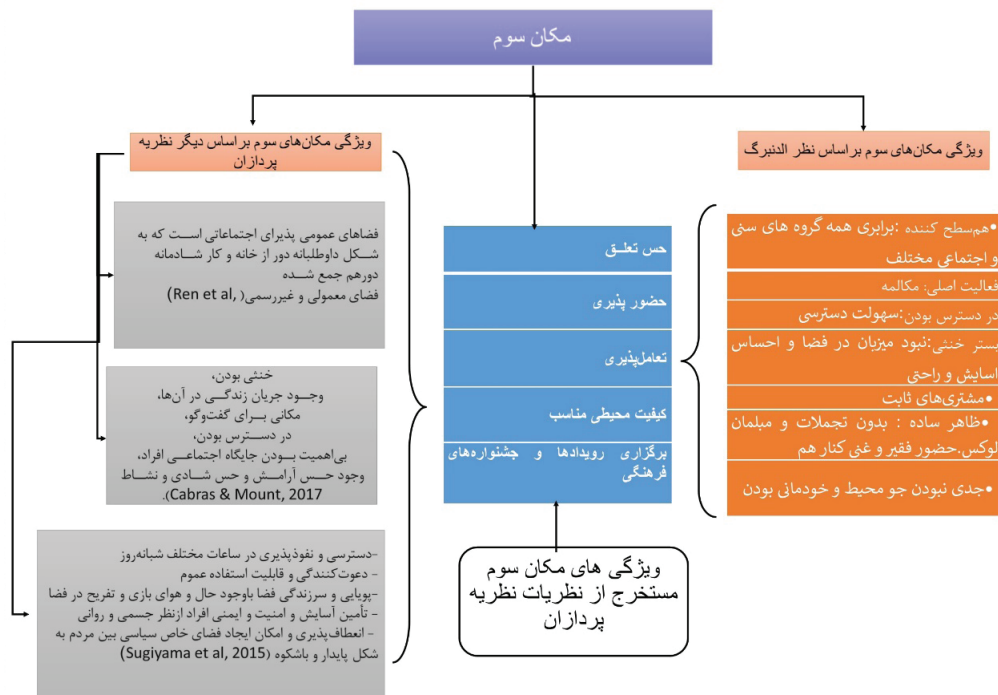 مکان سوم
ویژگی مکان‌های سوم براساس نظر الدنبرگ
•هم‌سطح کننده :برابری همه گروه های سنی
و اجتماعی مختلف
فعالیت اصلی: مکالمه
در دسترس بودن:سهولت دسترسی
بستر خنثی:نبود میزبان در فضا و احساس
اسایش و راحتی
•مشتری‌های ثابت
•ظاهر ساده : بدون تجملات و مبلمان
لوکس.حضور فقیر و غنی کنار هم
•جدی نبودن جو محیط و خودمانی بودن
حس تعلق
حضور پذیری
تعامل‌پذیری
کیفیت محیطی مناسب
برگزاری رویدادها و جشنواره‌های
فرهنگی
ویژگی های مکان سوم
مستخرج از نظریات نظریه
پردازان
ویژگی مکان‌های سوم براساس دیگر نظریه
پردازان
فضاهای عمومی پذیرای اجتماعاتی است که به
شکل داوطلبانه دور از خانه و کار شادمانه
دورهم جمع شده
فضای معمولی و غیررسمی( ,Ren et al)
خنثی بودن،
وجود جریان زندگی در آن‌ها،
مکانی برای گفت‌وگو،
در دسترس بودن،
بی‌اهمیت بودن جایگاه اجتماعی افراد،
وجود حس آرامش و حس شادی و نشاط
Cabras & Mount, 2017).
-دسترسی و نفوذپذیری در ساعات مختلف شبانه‌روز
- دعوت‌کنندگی و قابلیت استفاده عموم
-پویایی و سرزندگی فضا باوجود حال و هوای بازی و تفریح در فضا
- تأمین آسایش و امنیت و ایمنی افراد ازنظر جسمی و روانی
- انعطاف‌پذیری و امکان ایجاد فضای خاص سیاسی بین مردم به
شکل پایدار و باشکوه (Sugiyama et al, 2015)